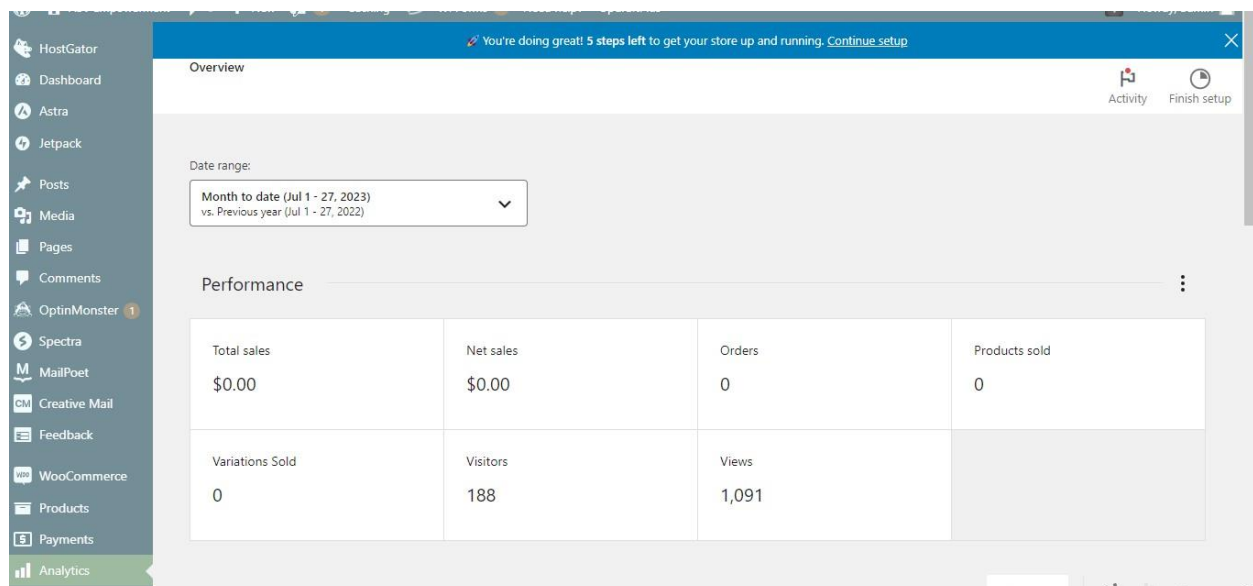 HostGator
🎉 You're doing great! 5 steps left to get your store up and running. Continue setup
Dashboard
Overview
Activity
Finish setup
Astra
Jetpack
Posts
Media
Pages
Comments
OptinMonster 1
Spectra
MailPoet
CM Creative Mail
Feedback
WooCommerce
Products
Payments
Analytics
Date range:
Month to date (Jul 1 - 27, 2023)
vs. Previous year (Jul 1 - 27, 2022)
Performance
Total sales
$0.00
Net sales
$0.00
Orders
0
Products sold
0
Variations Sold
0
Visitors
188
Views
1,091